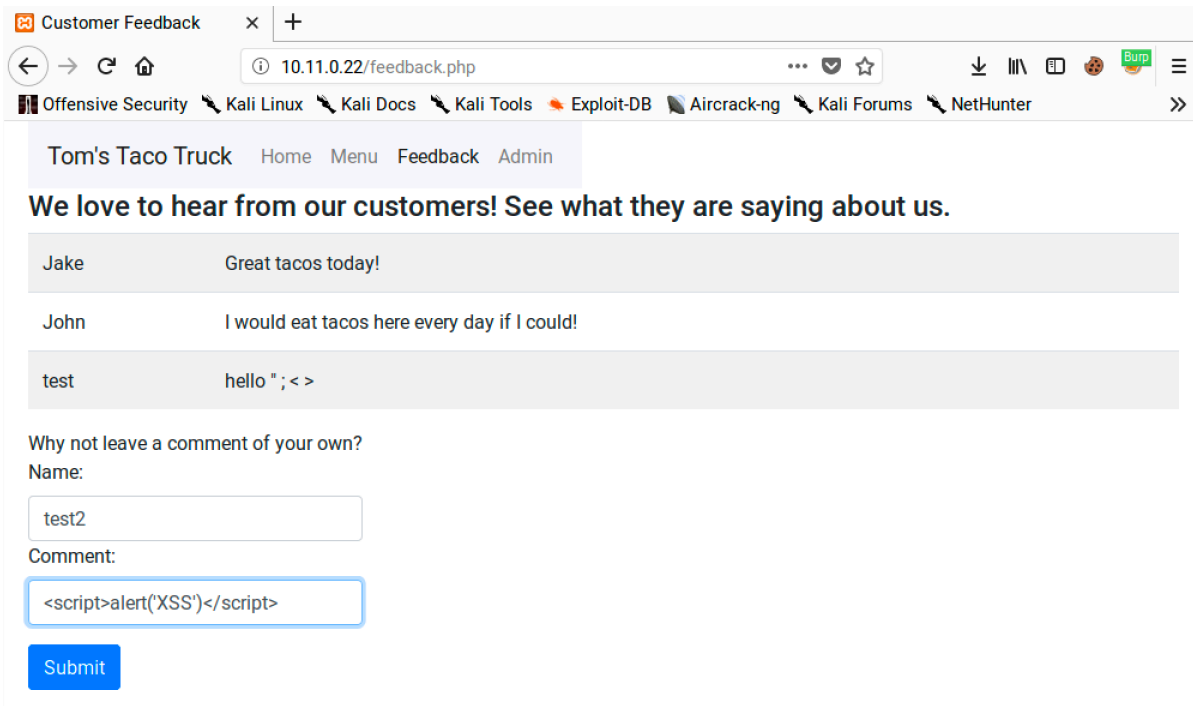 Customer Feedback
10.11.0.22/feedback.php
Burp
Offensive Security Kali Linux Kali Docs Kali Tools Exploit-DB Aircrack-ng Kali Forums NetHunter
Tom's Taco Truck Home Menu Feedback Admin
We love to hear from our customers! See what they are saying about us.
Jake Great tacos today!
John I would eat tacos here every day if I could!
test hello " ; < >
Why not leave a comment of your own?
Name:
test2
Comment:
<script>alert('XSS')</script>
Submit